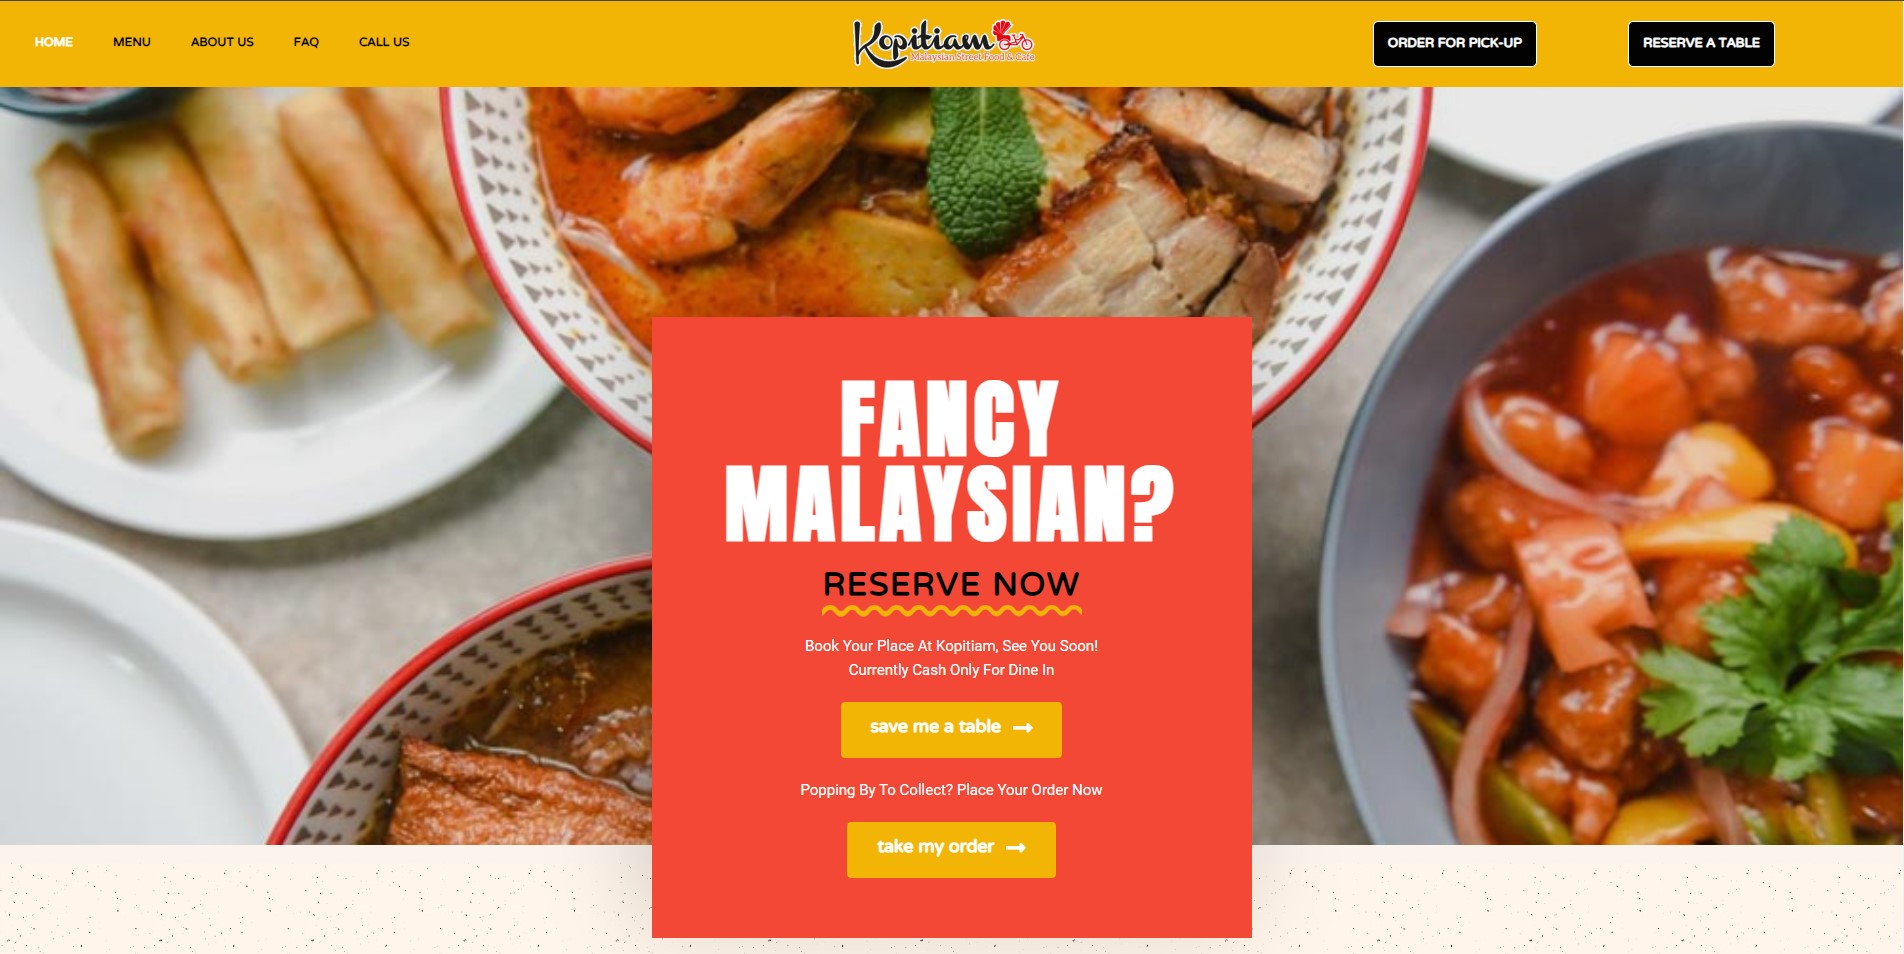 HOME
MENU
ABOUT US
FAQ
CALL US
Kopitiam
Malaysian Street Food & Cafe
ORDER FOR PICK-UP
RESERVE A TABLE
FANCY
MALAYSIAN?
RESERVE NOW
Book Your Place At Kopitiam, See You Soon!
Currently Cash Only For Dine In
save me a table
Popping By To Collect? Place Your Order Now
take my order